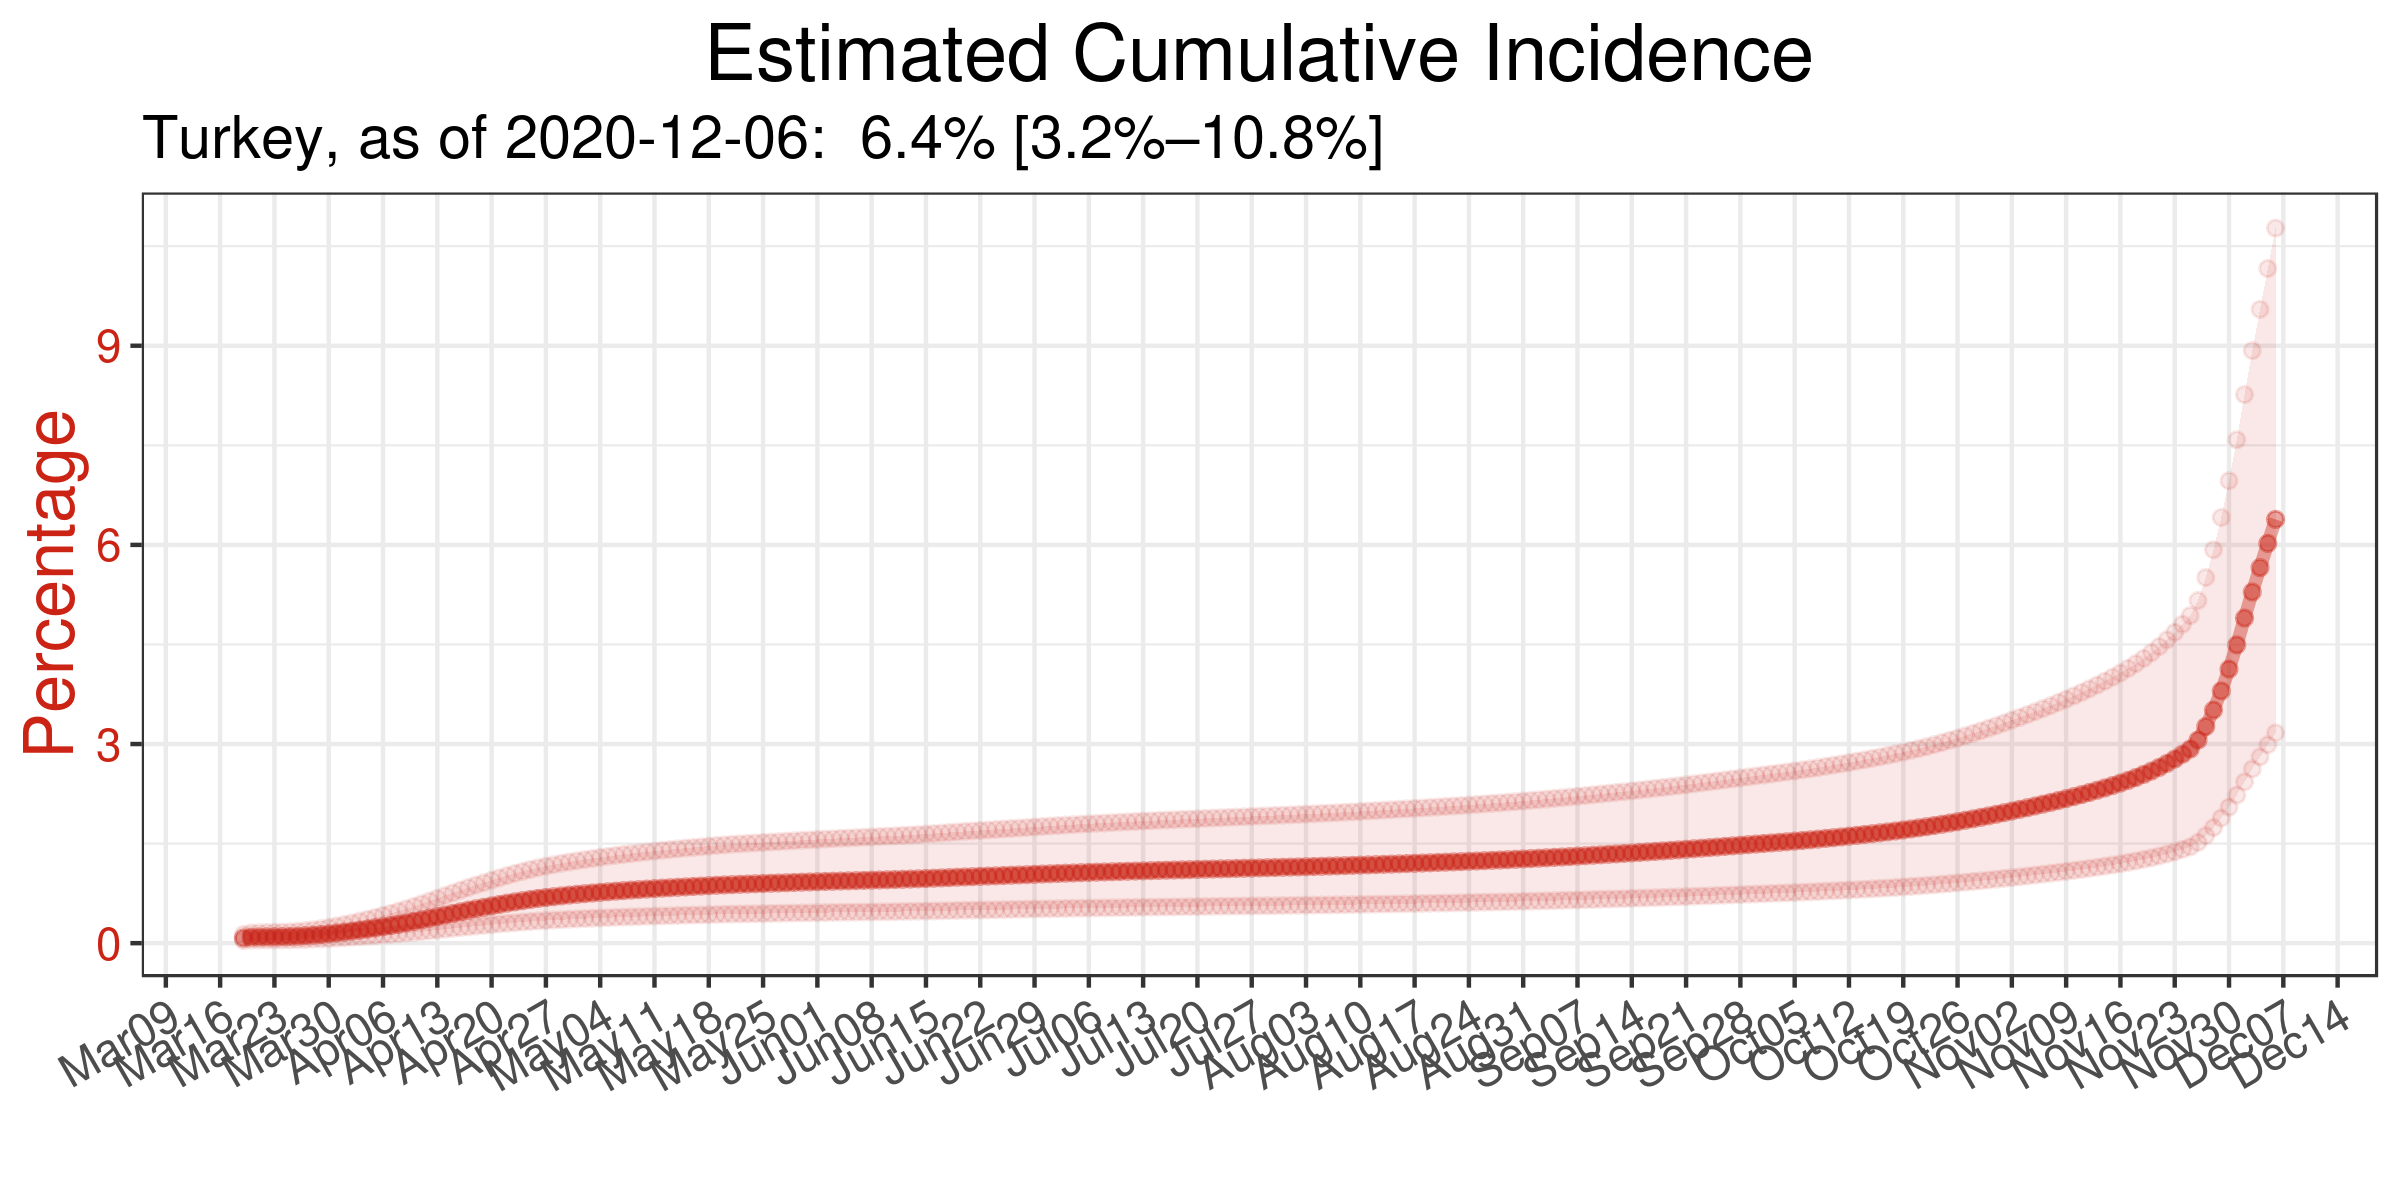 Estimated Cumulative Incidence
Turkey, as of 2020-12-06:  6.4% [3.2%–10.8%]
Percentage
9
6
3
0
Mar09
Mar16
Mar23
Mar30
Apr06
Apr13
Apr20
Apr27
May04
May11
May18
May25
Jun01
Jun08
Jun15
Jun22
Jun29
Jul06
Jul13
Jul20
Jul27
Aug03
Aug10
Aug17
Aug24
Aug31
Sep07
Sep14
Sep21
Sep28
Oct05
Oct12
Oct19
Oct26
Nov02
Nov09
Nov16
Nov23
Nov30
Dec07
Dec14